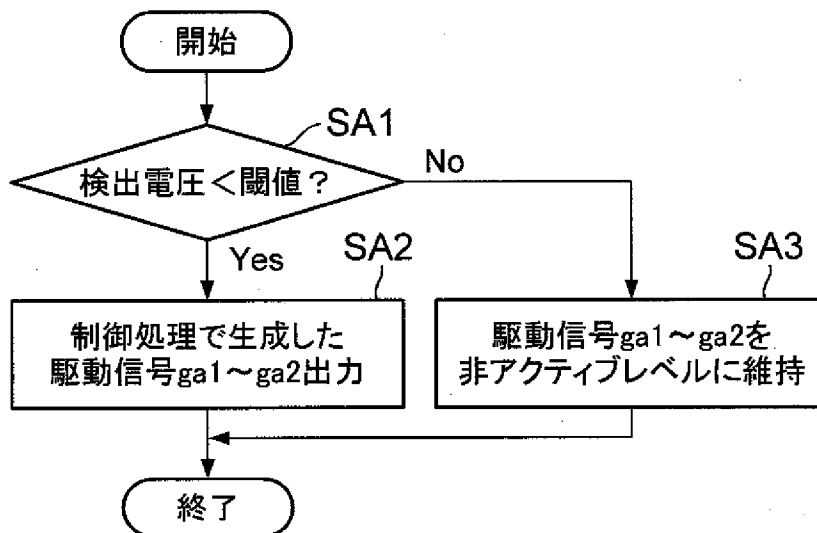 開始
SA1
検出電圧<閾値?
No
Yes
SA2
SA3
制御処理で生成した
駆動信号ga1～ga2出力
駆動信号ga1～ga2を
非アクティブレベルに維持
終了